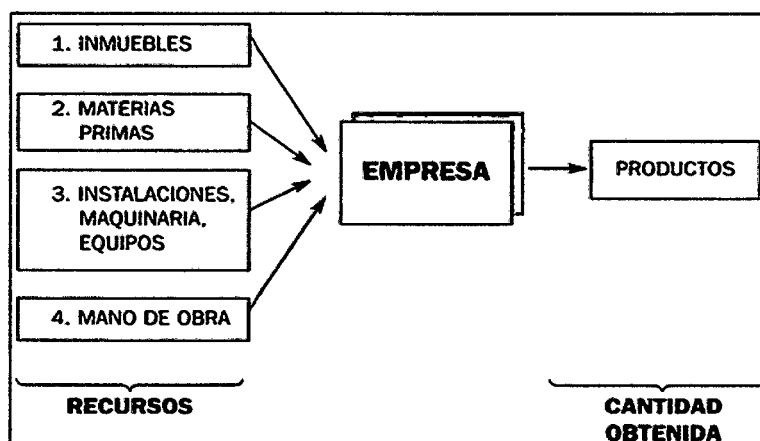 1. INMUEBLES
2. MATERIAS
PRIMAS
3. INSTALACIONES,
MAQUINARIA,
EQUIPOS
4. MANO DE OBRA
RECURSOS
EMPRESA
PRODUCTOS
CANTIDAD
OBTENIDA